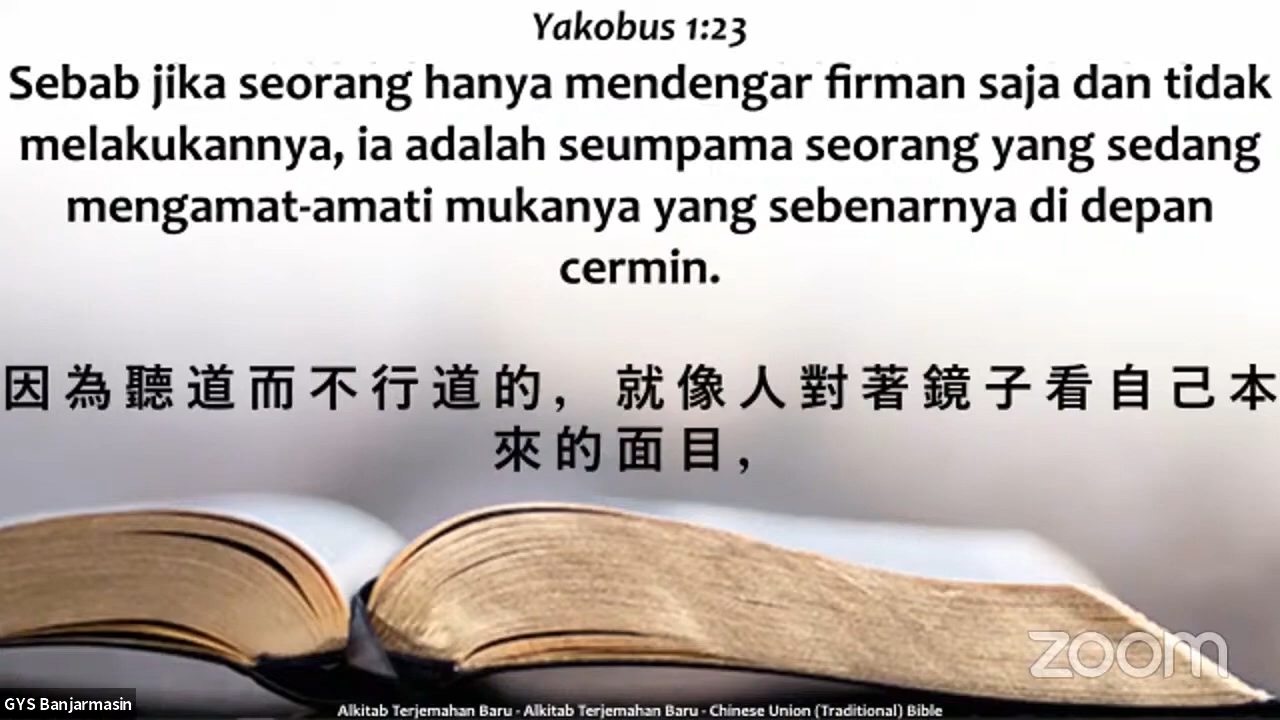 Yakobus 1:23
Sebab jika seorang hanya mendengar firman saja dan tidak
melakukannya, ia adalah seumpama seorang yang sedang
mengamat-amati mukanya yang sebenarnya di depan
cermin.
因為聽道而不行道的，就像人對著鏡子看自己本
來的面目，
zoom
GYS Banjarmasin
Alkitab Terjemahan Baru - Alkitab Terjemahan Baru - Chinese Union (Traditional) Bible